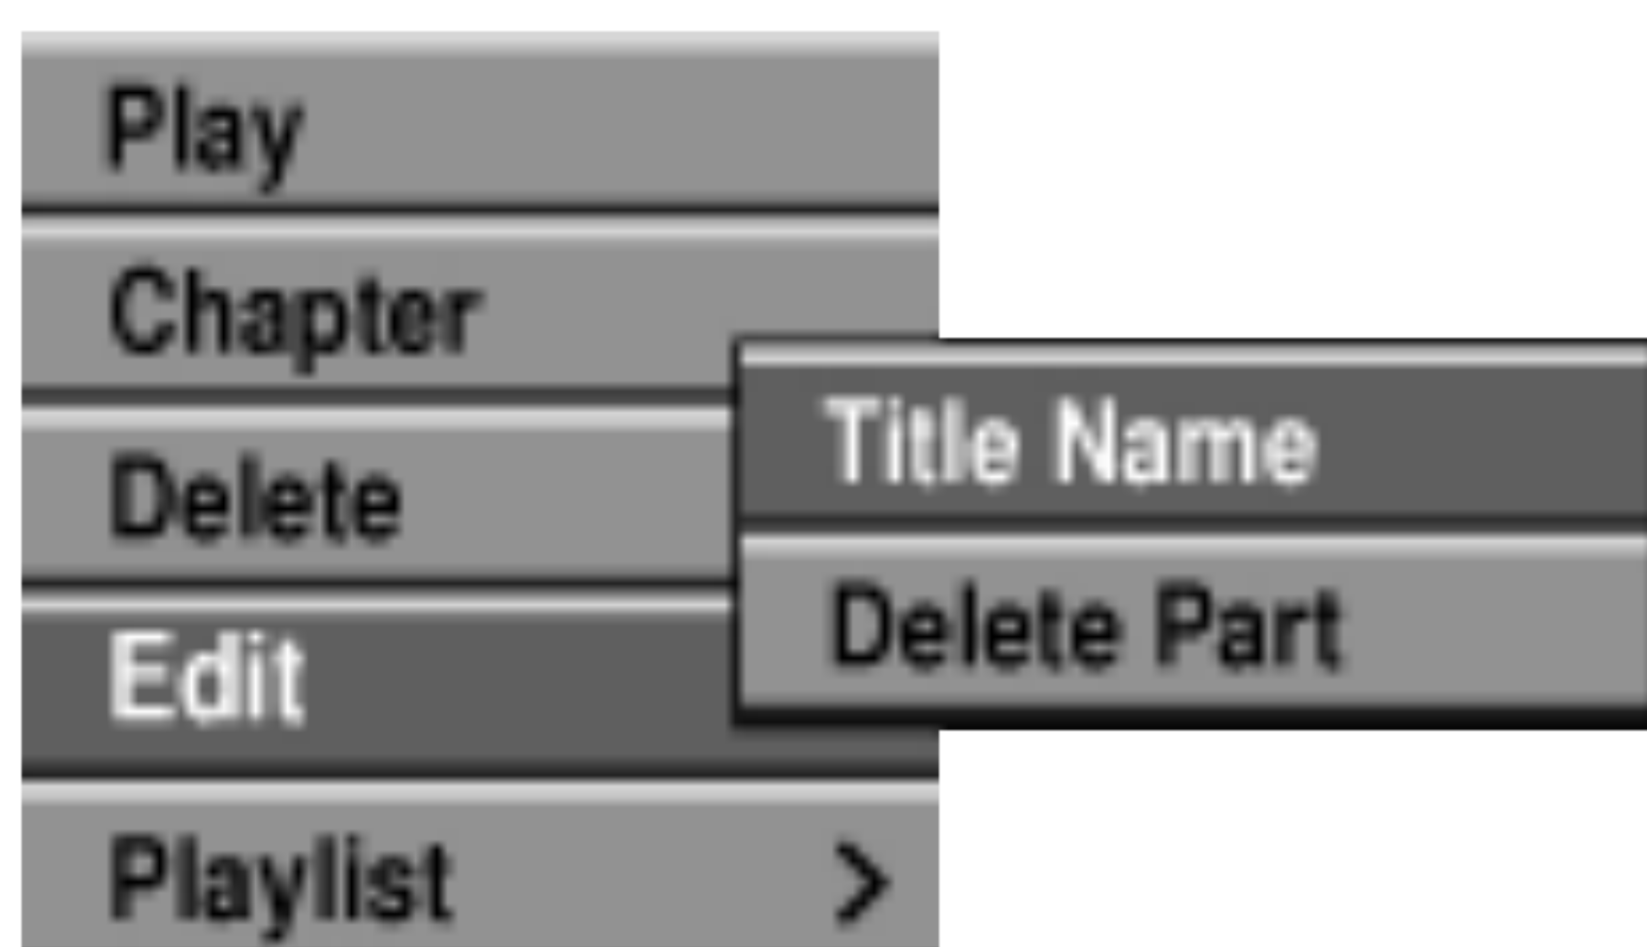 Play
Chapter
Delete
Edit
Playlist >
Title Name
Delete Part